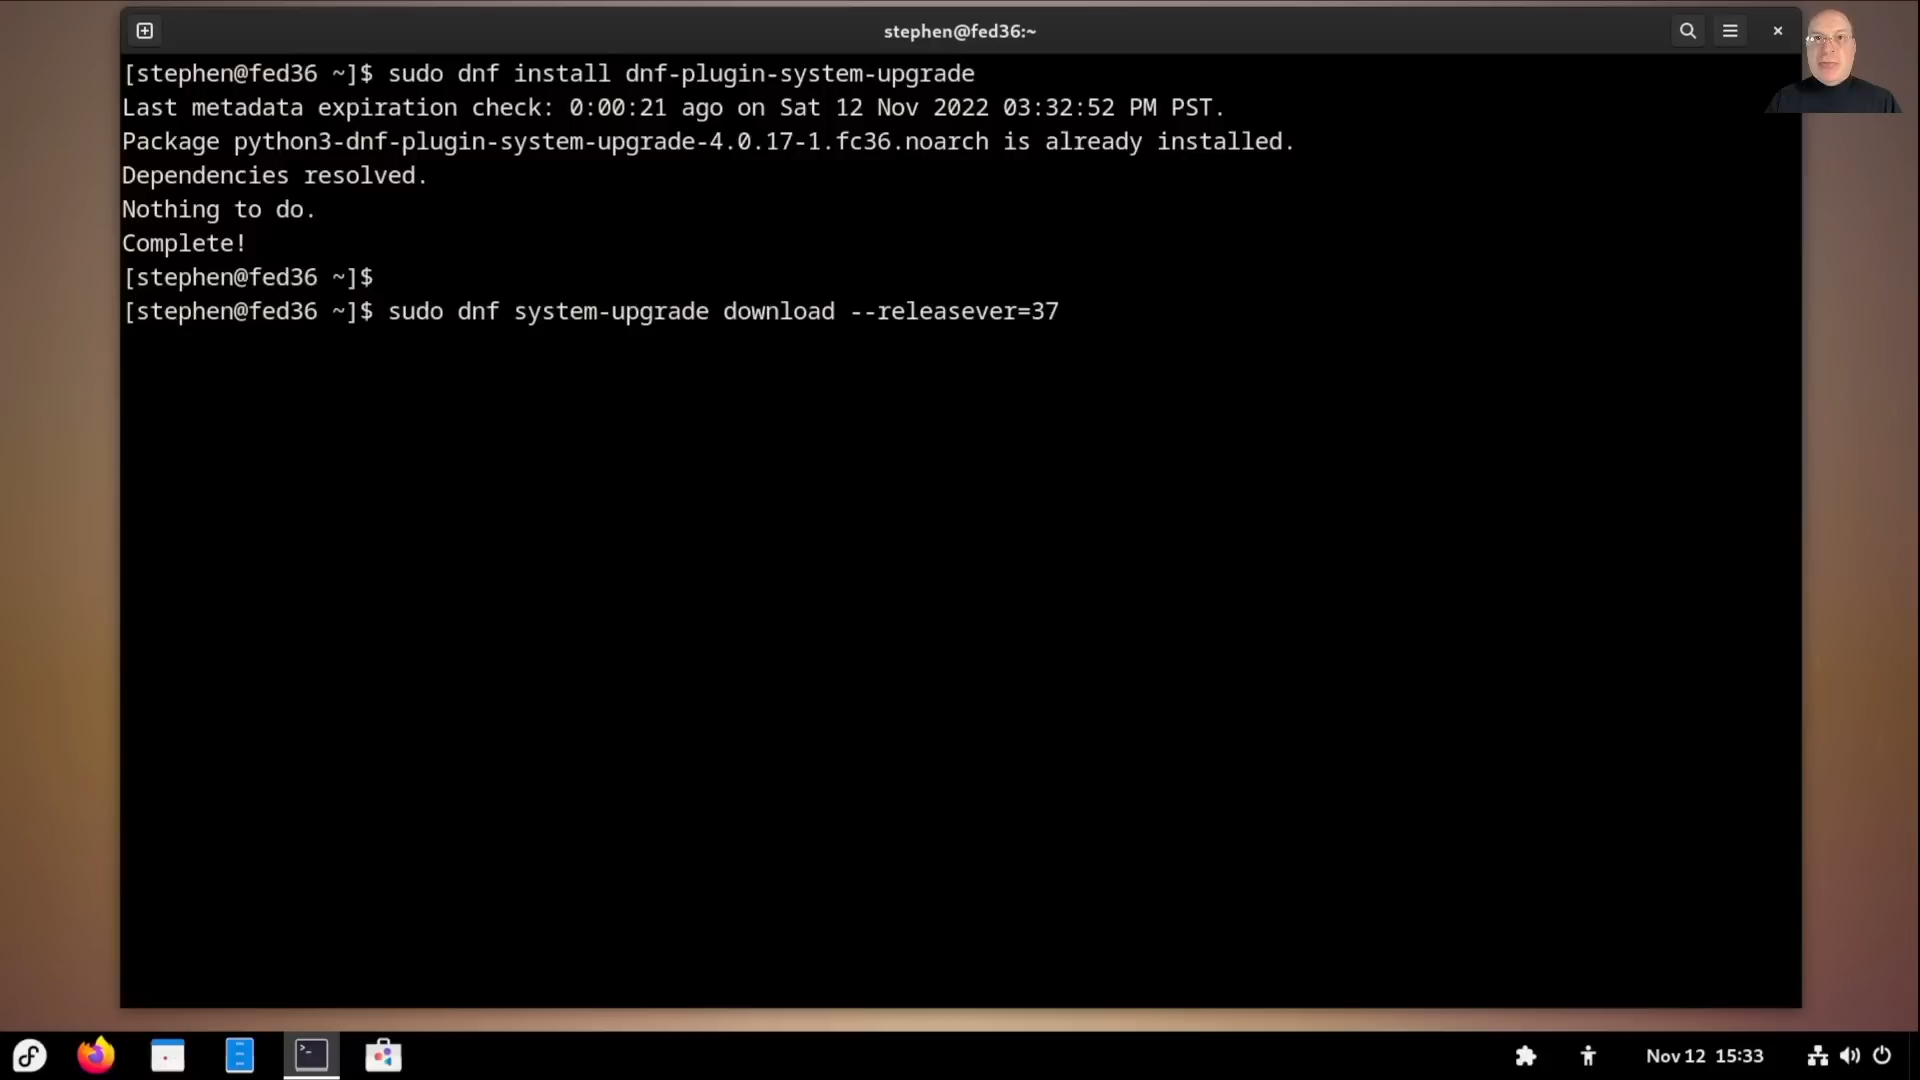 stephen@fed36:~
[stephen@fed36 ~]$ sudo dnf install dnf-plugin-system-upgrade
Last metadata expiration check: 0:00:21 ago on Sat 12 Nov 2022 03:32:52 PM PST.
Package python3-dnf-plugin-system-upgrade-4.0.17-1.fc36.noarch is already installed.
Dependencies resolved.
Nothing to do.
Complete!
[stephen@fed36 ~]$
[stephen@fed36 ~]$ sudo dnf system-upgrade download --releasever=37
Nov 12 15:33